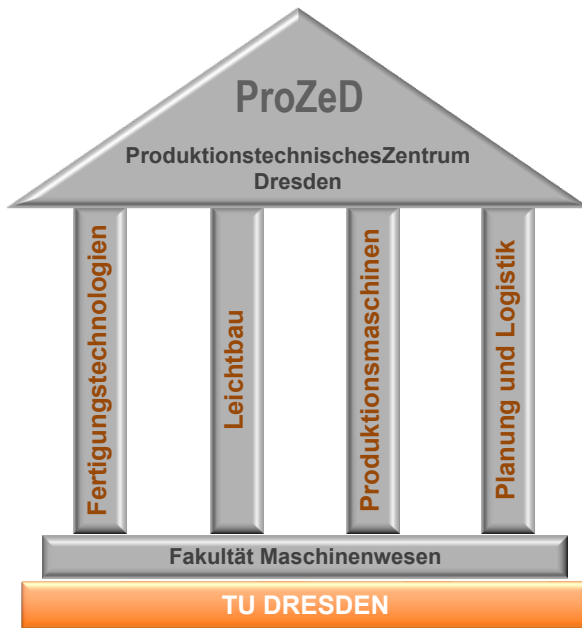 ProZeD
ProduktionstechnischesZentrum
Dresden
Fertigungstechnologien
Leichtbau
Produktionsmaschinen
Planung und Logistik
Fakultät Maschinenwesen
TU DRESDEN